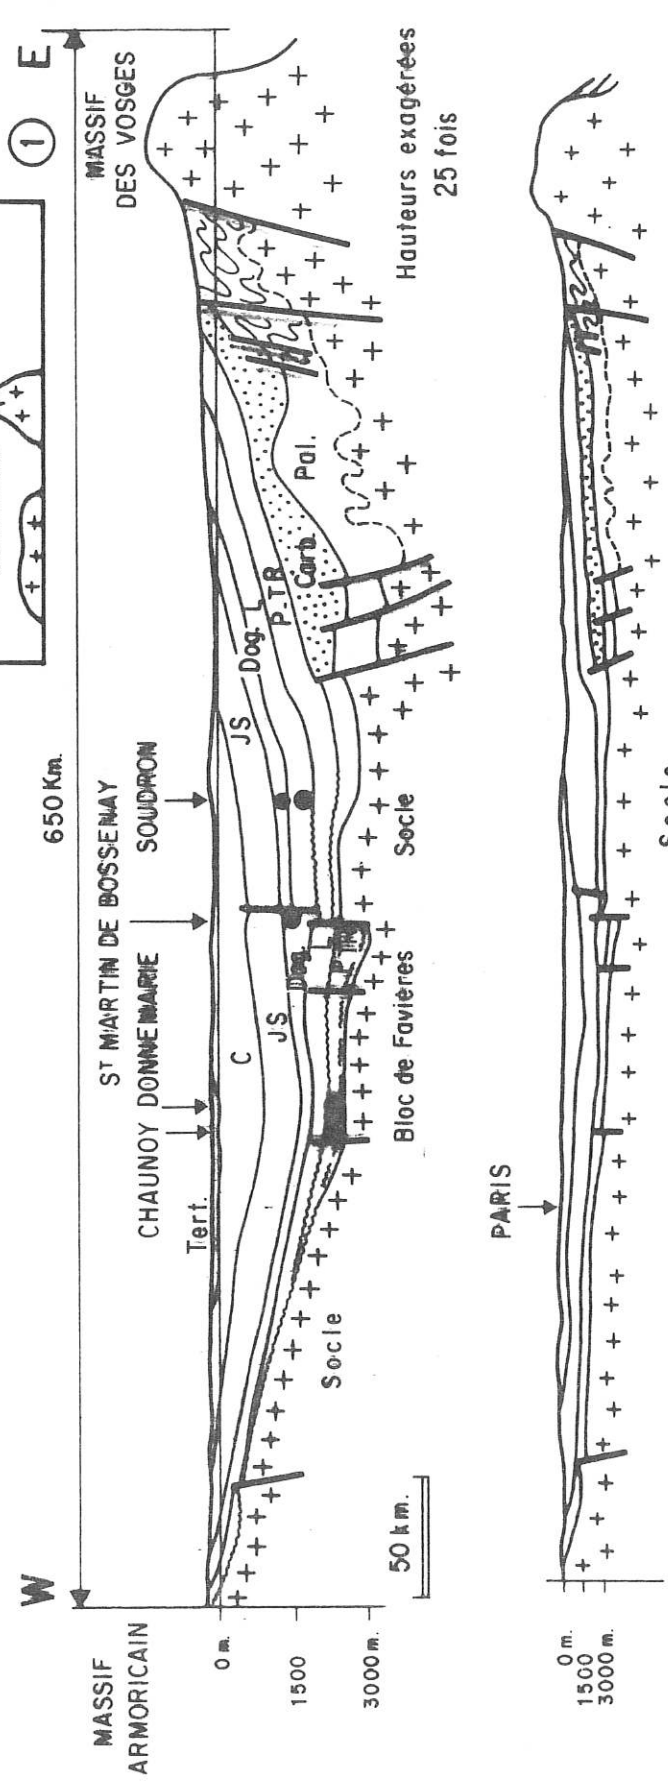 W
E
1
650 Km.
MASSIF
ARMORICAIN
MASSIF
DES VOSGES
CHAUNOY
DONNEMARIE
ST MARTIN DE BOSSENAY
SOUDRON
Tert.
C
JS
JS
Dog.
L
P-TR
Carb.
Pal.
Dog.
L
Socle
Bloc de Favières
Socle
0 m.
1500
3000 m.
50 km.
Hauteurs exagérées
25 fois
PARIS
0 m.
1500
3000 m.
Socle